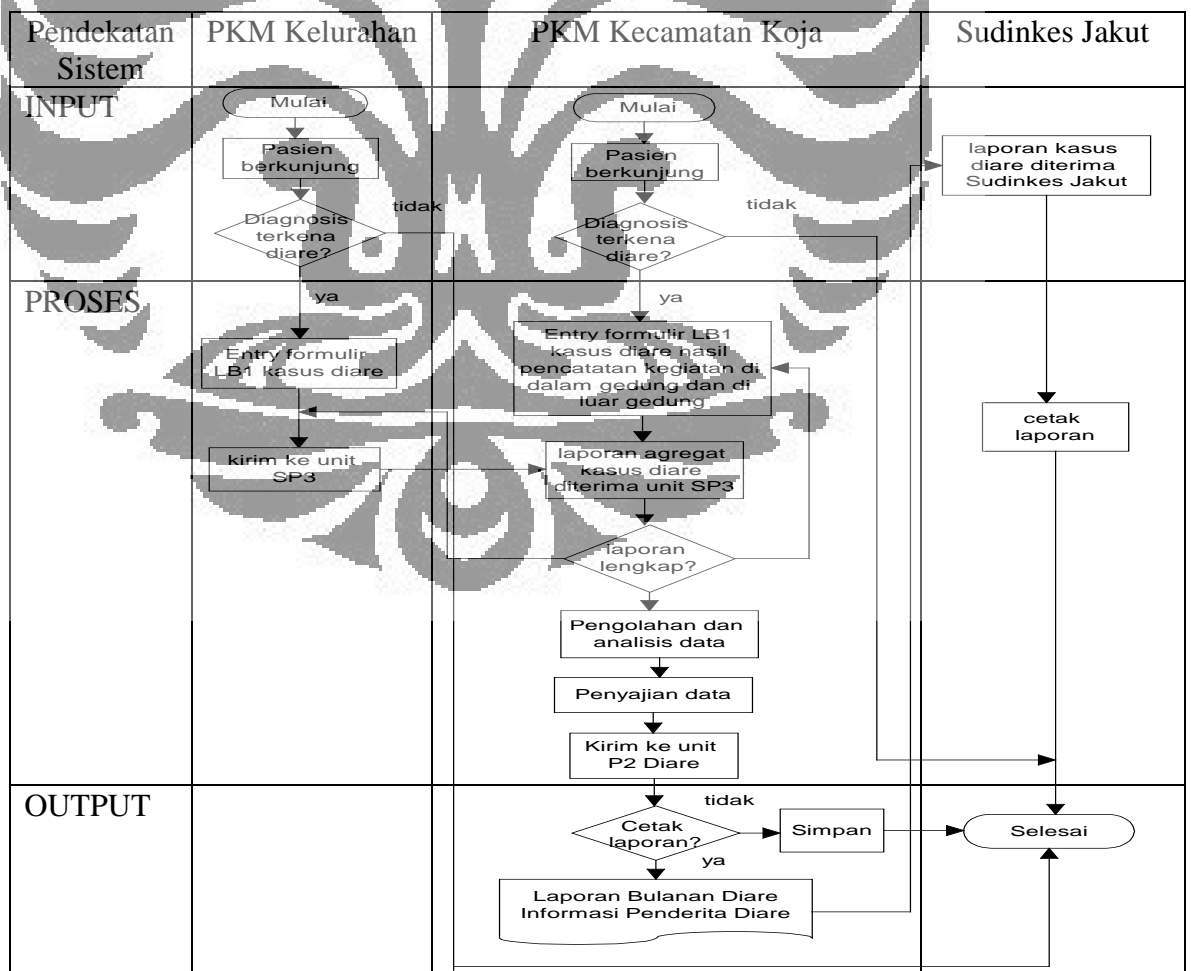 Pendekatan
Sistem
PKM Kelurahan
PKM Kecamatan Koja
Sudinkes Jakut
INPUT
Mulai
Pasien
berkunjung
Diagnosis
terkena
diare?
tidak
Mulai
Pasien
berkunjung
Diagnosis
terkena
diare?
tidak
laporan kasus
diare diterima
Sudinkes Jakut
PROSES
ya
Entry formulir
LB1 kasus diare
kirim ke unit
SP3
ya
Entry formulir LB1
kasus diare hasil
pencatatan kegiatan di
dalam gedung dan di
luar gedung
laporan agregat
kasus diare
diterima unit SP3
laporan
lengkap?
Pengolahan dan
analisis data
Penyajian data
Kirim ke unit
P2 Diare
cetak
laporan
OUTPUT
tidak
Cetak
laporan?
Simpan
Selesai
ya
Laporan Bulanan Diare
Informasi Penderita Diare